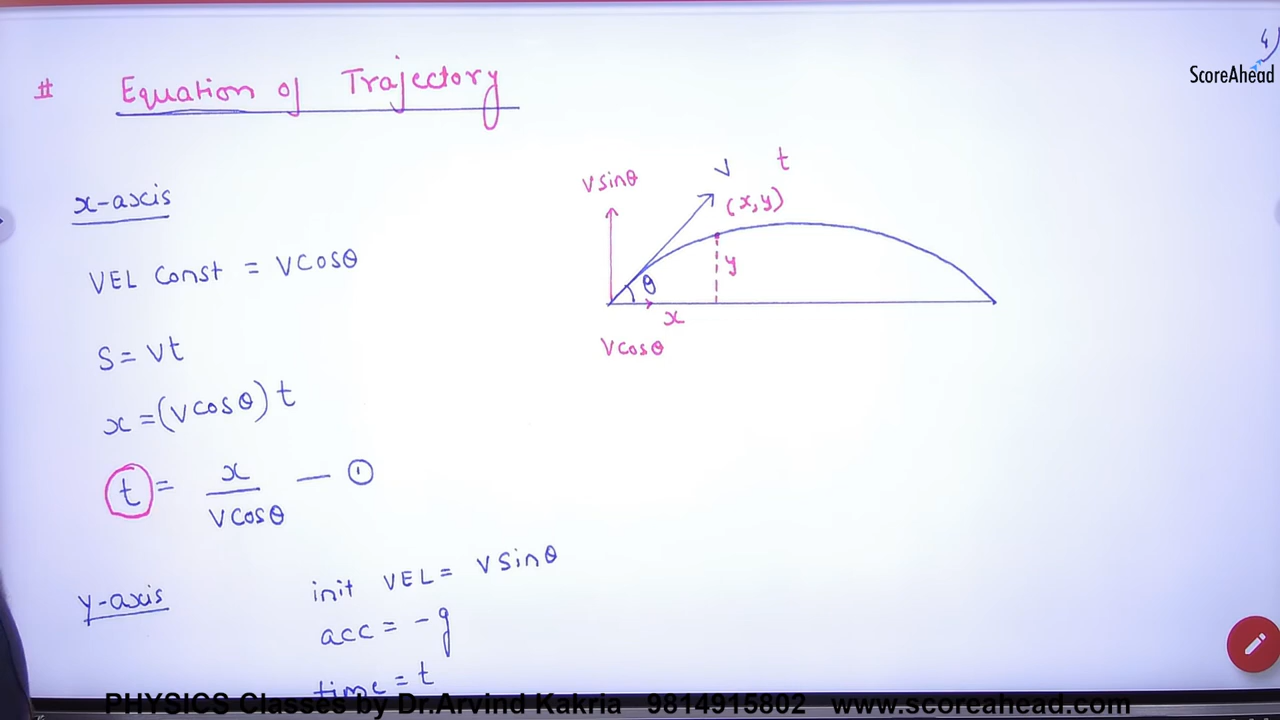 4)
ScoreAhead
# Equation of Trajectory
x-axis
VEL Const = VCosθ
S = Vt
x = (VCosθ) t
t = x / VCosθ — ①
V sinθ
V t
(x,y)
y
θ
x
VCosθ
y-axis
init VEL = VSinθ
acc = -g
time = t
PHYSICS Classes by Dr.Arvind Kakria 9814915802 www.scoreahead.com